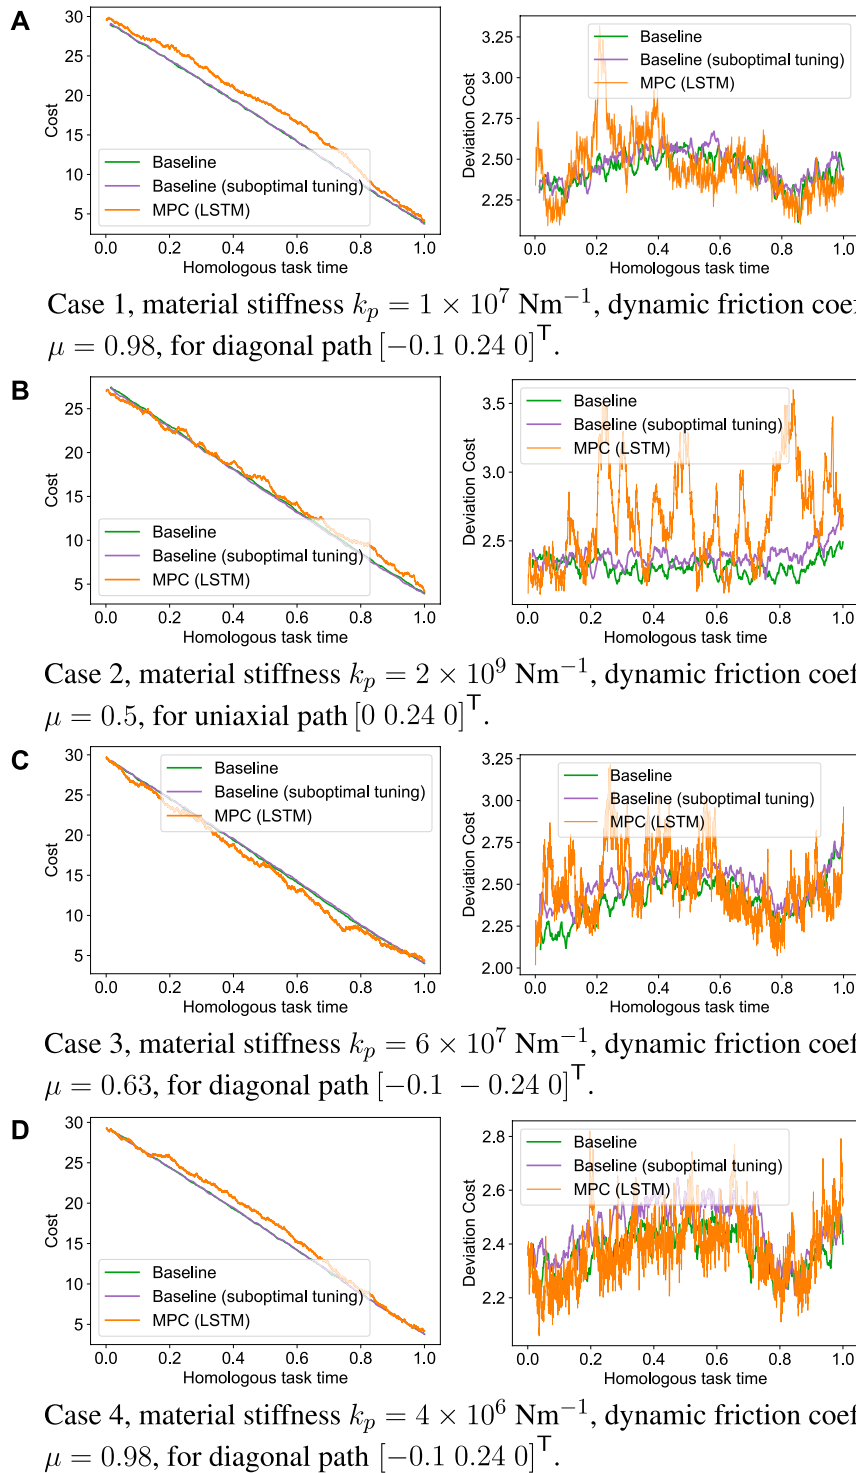 A
Cost
30
25
20
15
10
5
0.0 0.2 0.4 0.6 0.8 1.0
Homologous task time
Baseline
Baseline (suboptimal tuning)
MPC (LSTM)
Deviation Cost
3.25
3.00
2.75
2.50
2.25
0.0 0.2 0.4 0.6 0.8 1.0
Homologous task time
Baseline
Baseline (suboptimal tuning)
MPC (LSTM)
Case 1, material stiffness k_p = 1 × 10^7 Nm^−1, dynamic friction coef
μ = 0.98, for diagonal path [−0.1 0.24 0]^T.
B
Cost
25
20
15
10
5
0.0 0.2 0.4 0.6 0.8 1.0
Homologous task time
Baseline
Baseline (suboptimal tuning)
MPC (LSTM)
Deviation Cost
3.5
3.0
2.5
0.0 0.2 0.4 0.6 0.8 1.0
Homologous task time
Baseline
Baseline (suboptimal tuning)
MPC (LSTM)
Case 2, material stiffness k_p = 2 × 10^9 Nm^−1, dynamic friction coef
μ = 0.5, for uniaxial path [0 0.24 0]^T.
C
Cost
30
25
20
15
10
5
0.0 0.2 0.4 0.6 0.8 1.0
Homologous task time
Baseline
Baseline (suboptimal tuning)
MPC (LSTM)
Deviation Cost
3.25
3.00
2.75
2.50
2.25
2.00
0.0 0.2 0.4 0.6 0.8 1.0
Homologous task time
Baseline
Baseline (suboptimal tuning)
MPC (LSTM)
Case 3, material stiffness k_p = 6 × 10^7 Nm^−1, dynamic friction coef
μ = 0.63, for diagonal path [−0.1 − 0.24 0]^T.
D
Cost
30
25
20
15
10
5
0.0 0.2 0.4 0.6 0.8 1.0
Homologous task time
Baseline
Baseline (suboptimal tuning)
MPC (LSTM)
Deviation Cost
2.8
2.6
2.4
2.2
0.0 0.2 0.4 0.6 0.8 1.0
Homologous task time
Baseline
Baseline (suboptimal tuning)
MPC (LSTM)
Case 4, material stiffness k_p = 4 × 10^6 Nm^−1, dynamic friction coef
μ = 0.98, for diagonal path [−0.1 0.24 0]^T.